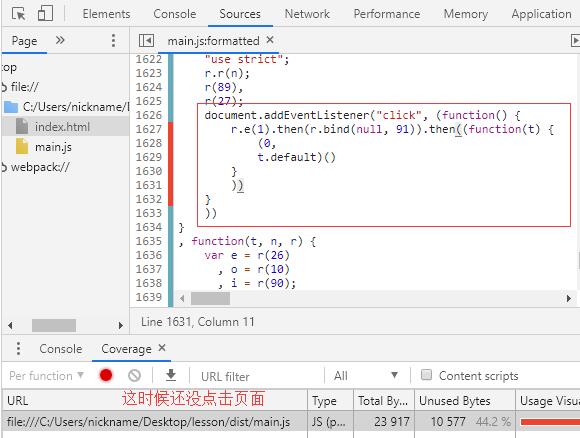 Elements Console Sources Network Performance Memory Application
Page » main.js:formatted ×
top
file://
C:/Users/nickname/D
index.html
main.js
webpack://
1622 "use strict";
1623 r.r(n);
1624 r(89),
1625 r(27);
1626 document.addEventListener("click", (function() {
1627 r.e(1).then(r.bind(null, 91)).then((function(t) {
1628 (0,
1629 t.default)()
1630 }
1631 ))
1632 }
1633 ))
1634 }
1635 , function(t, n, r) {
1636 var e = r(26)
1637 , o = r(10)
1638 , i = r(90);
1639
Line 1631, Column 11
Console Coverage ×
Per function URL filter All Content scripts
这时候还没点击页面
URL Type Total By... Unused Bytes Usage Visua
file:///C:/Users/nickname/Desktop/lesson/dist/main.js JS (p... 23 917 10 577 44.2 %